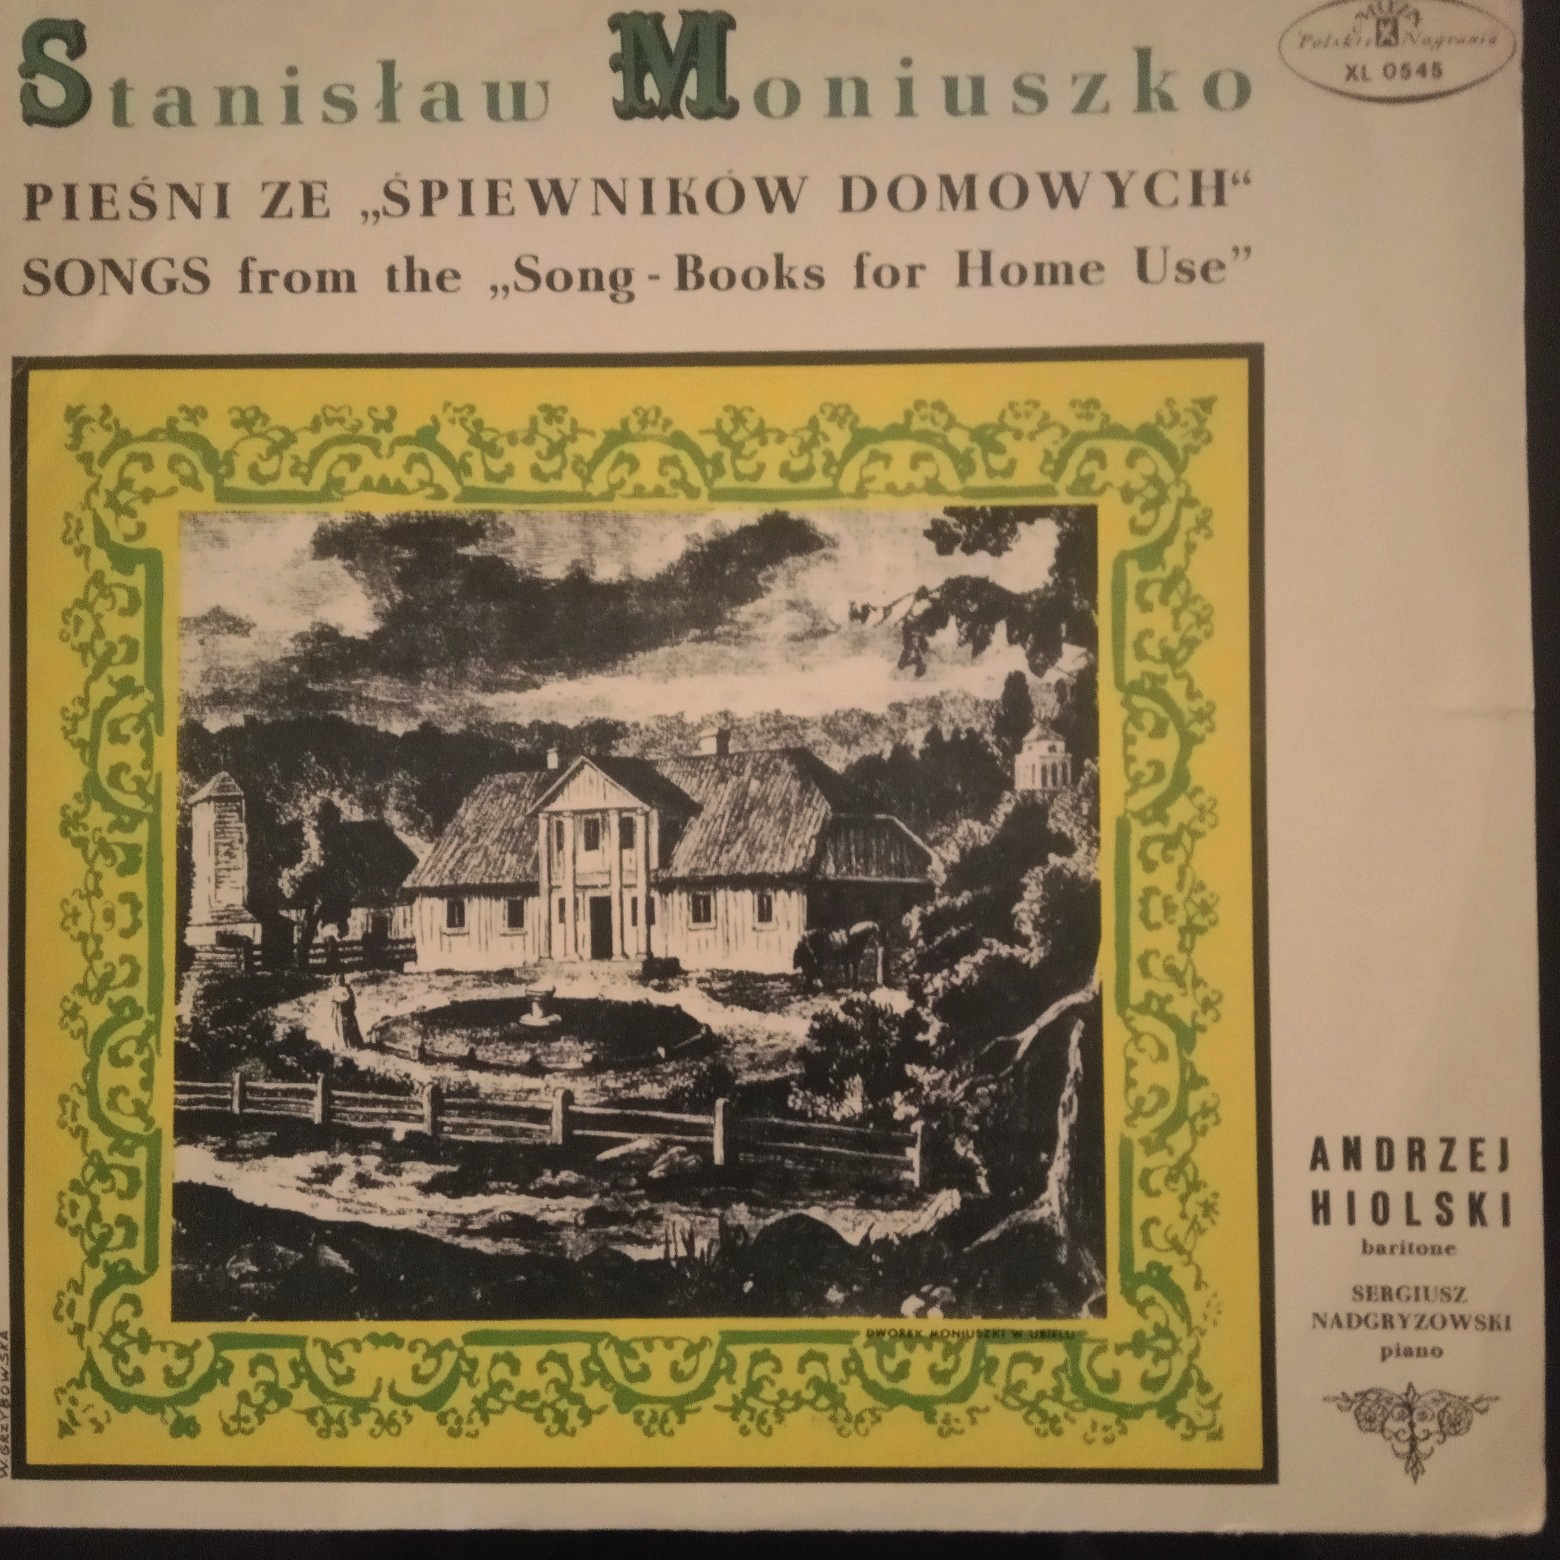 Stanisław Moniuszko
MUZA
Polskie Nagrania
XL 0545
PIEŚNI ZE „ŚPIEWNIKÓW DOMOWYCH“
SONGS from the „Song-Books for Home Use”
ANDRZEJ
HIOLSKI
baritone
SERGIUSZ
NADGRYZOWSKI
piano
DWOREK MONIUSZKI W UBIELU
W. GRZYBOWSKA